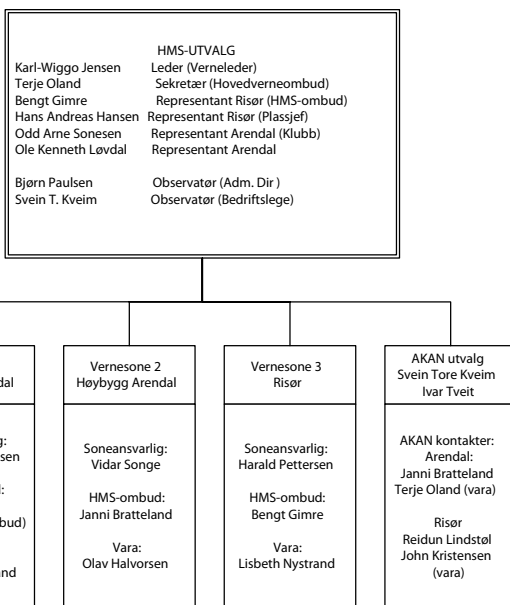 HMS-UTVALG
Karl-Wiggo Jensen Leder (Verneleder)
Terje Oland Sekretær (Hovedverneombud)
Bengt Gimre Representant Risør (HMS-ombud)
Hans Andreas Hansen Representant Risør (Plassjef)
Odd Arne Sonesen Representant Arendal (Klubb)
Ole Kenneth Løvdal Representant Arendal
Bjørn Paulsen Observatør (Adm. Dir )
Svein T. Kveim Observatør (Bedriftslege)
Vernesone 2
Høybygg Arendal
Soneansvarlig:
Vidar Songe
HMS-ombud:
Janni Bratteland
Vara:
Olav Halvorsen
Vernesone 3
Risør
Soneansvarlig:
Harald Pettersen
HMS-ombud:
Bengt Gimre
Vara:
Lisbeth Nystrand
AKAN utvalg
Svein Tore Kveim
Ivar Tveit
AKAN kontakter:
Arendal:
Janni Bratteland
Terje Oland (vara)
Risør
Reidun Lindstøl
John Kristensen
(vara)